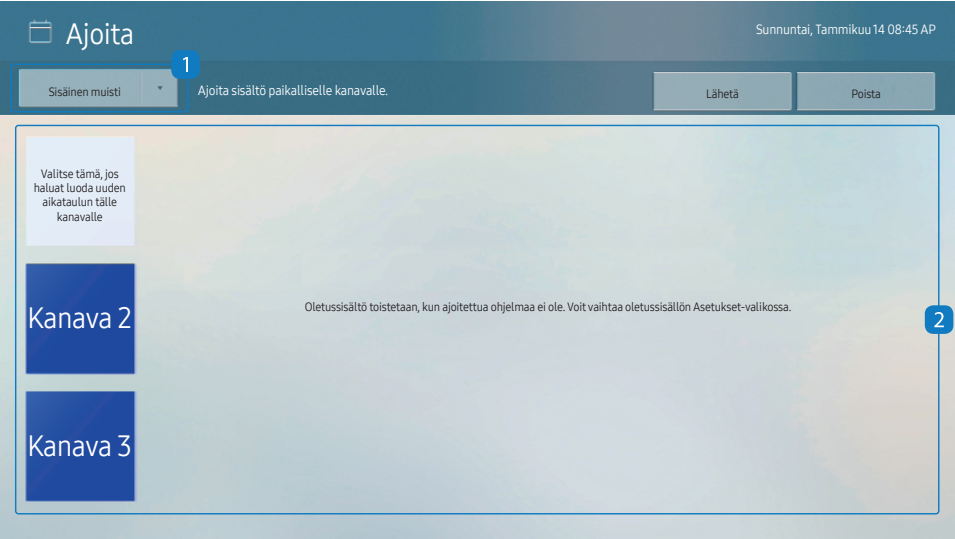 Ajoita
Sunnuntai, Tammikuu 14 08:45 AP
1
Sisäinen muisti
Ajoita sisältö paikalliselle kanavalle.
Lähetä
Poista
Valitse tämä, jos
haluat luoda uuden
aikataulun tälle
kanavalle
Kanava 2
Oletussisältö toistetaan, kun ajoitettua ohjelmaa ei ole. Voit vaihtaa oletussisällön Asetukset-valikossa.
2
Kanava 3